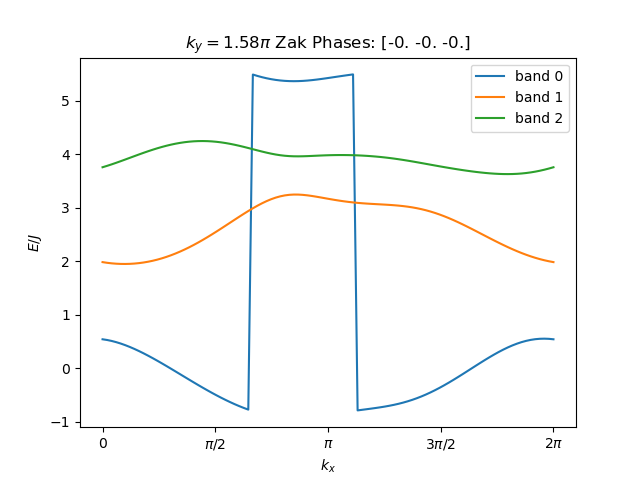 k_y = 1.58π Zak Phases: [-0. -0. -0.]
band 0
band 1
band 2
E/J
5
4
3
2
1
0
−1
0
π/2
π
3π/2
2π
k_x